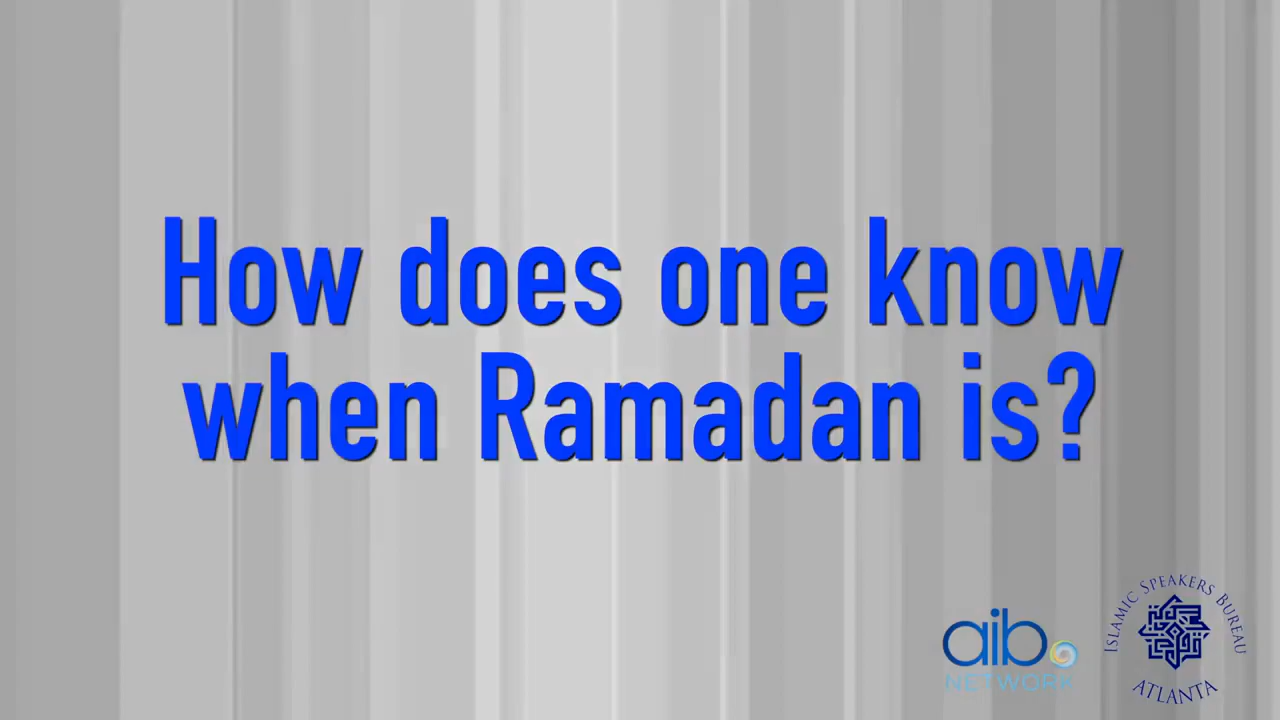 How does one know
when Ramadan is?
aib
NETWORK
ISLAMIC SPEAKERS BUREAU
ATLANTA